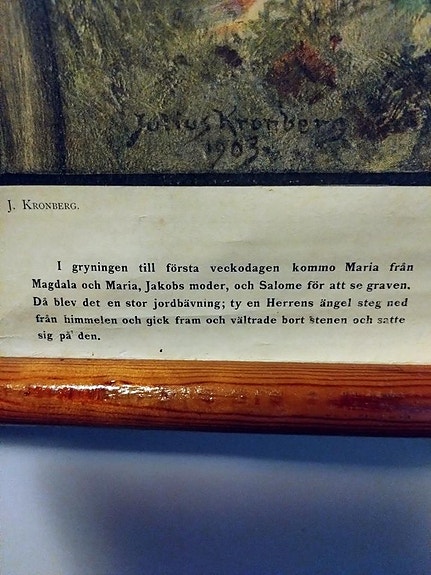 Julius Kronberg
1903.
J. KRONBERG.
I gryningen till första veckodagen kommo Maria från
Magdala och Maria, Jakobs moder, och Salome för att se graven.
Då blev det en stor jordbävning; ty en Herrens ängel steg ned
från himmelen och gick fram och vältrade bort stenen och satte
sig på den.